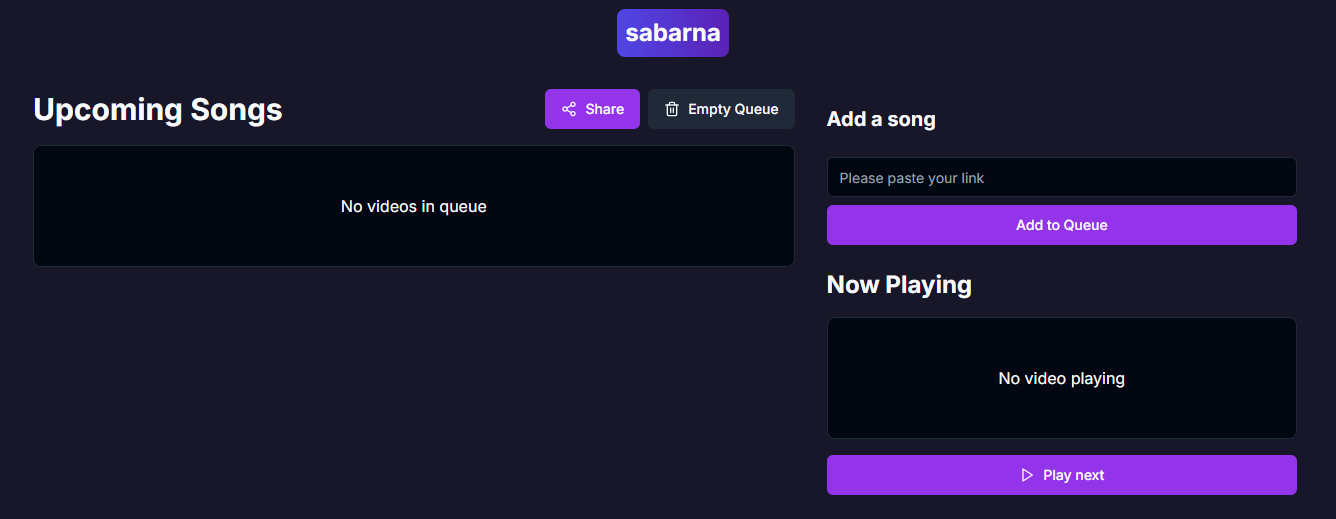 sabarna
Upcoming Songs
Share
Empty Queue
No videos in queue
Add a song
Please paste your link
Add to Queue
Now Playing
No video playing
Play next